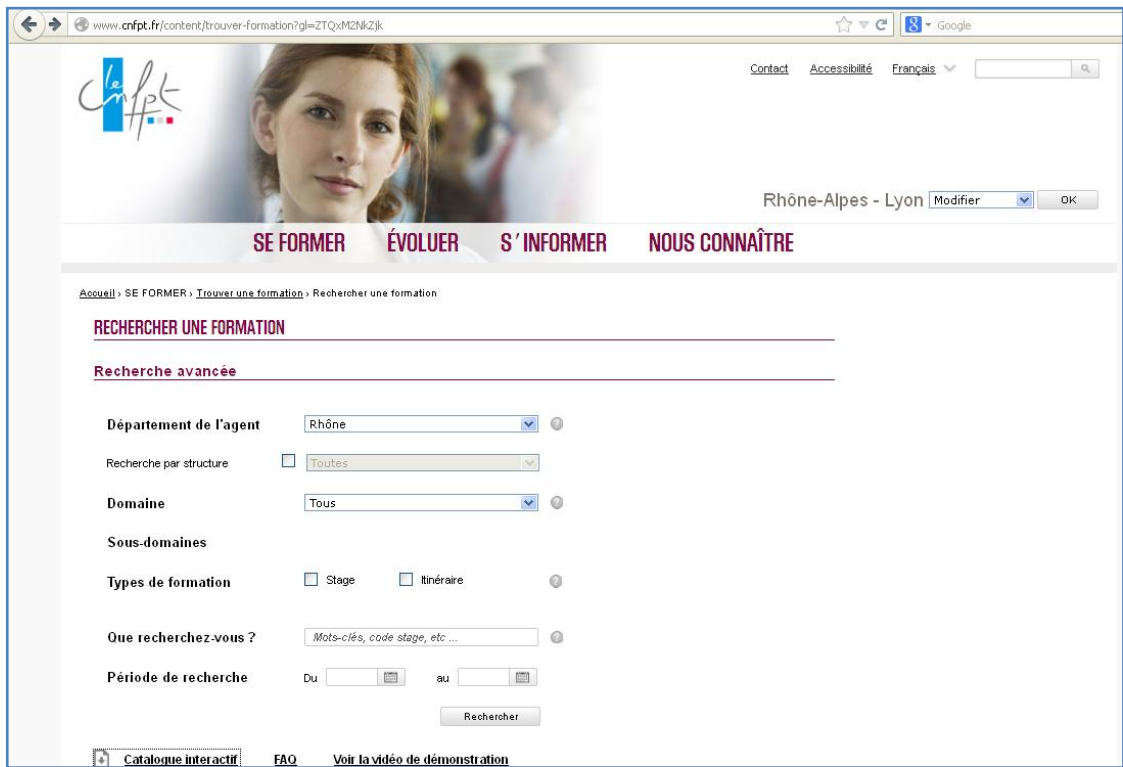 www.cnfpt.fr/content/trouver-formation?gl=ZTQxM2NkZjk
Google
le cnfpt
Contact Accessibilité Français
Rhône-Alpes - Lyon Modifier OK
SE FORMER ÉVOLUER S'INFORMER NOUS CONNAÎTRE
Accueil › SE FORMER › Trouver une formation › Rechercher une formation
RECHERCHER UNE FORMATION
Recherche avancée
Département de l'agent Rhône
Recherche par structure Toutes
Domaine Tous
Sous-domaines
Types de formation Stage Itinéraire
Que recherchez-vous ? Mots-clés, code stage, etc ...
Période de recherche Du au
Rechercher
Catalogue interactif FAQ Voir la vidéo de démonstration